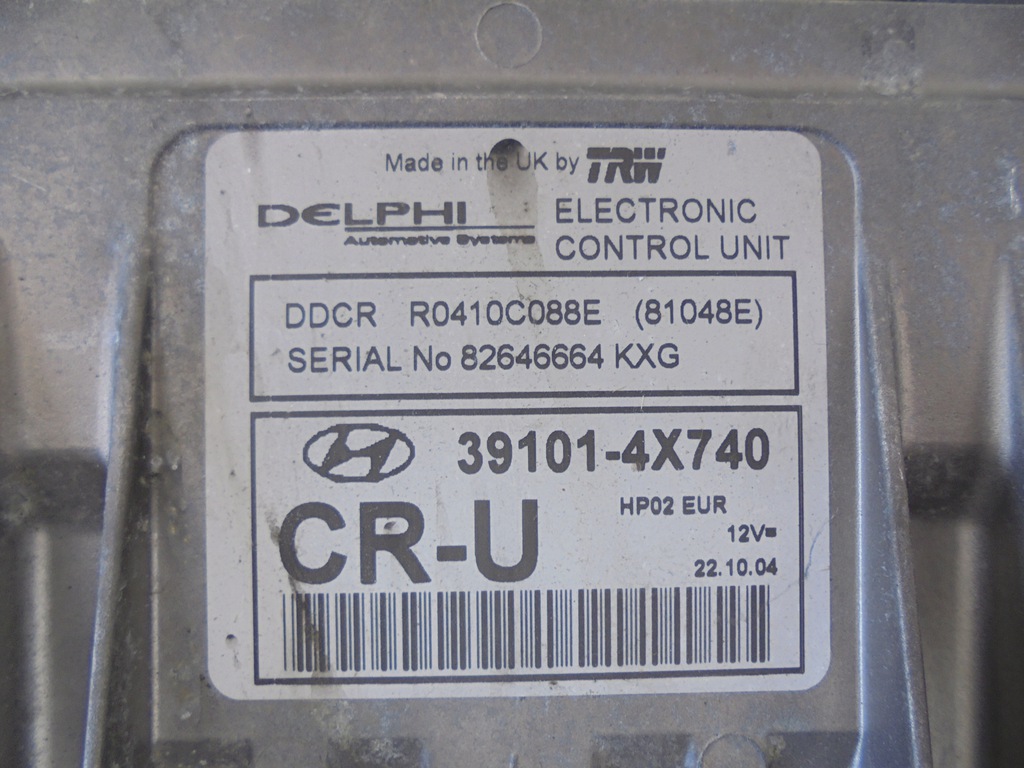 Made in the UK by TRW
DELPHI
Automotive Systems
ELECTRONIC
CONTROL UNIT
DDCR R0410C088E (81048E)
SERIAL No 82646664 KXG
39101-4X740
CR-U
HP02 EUR
12V=
22.10.04